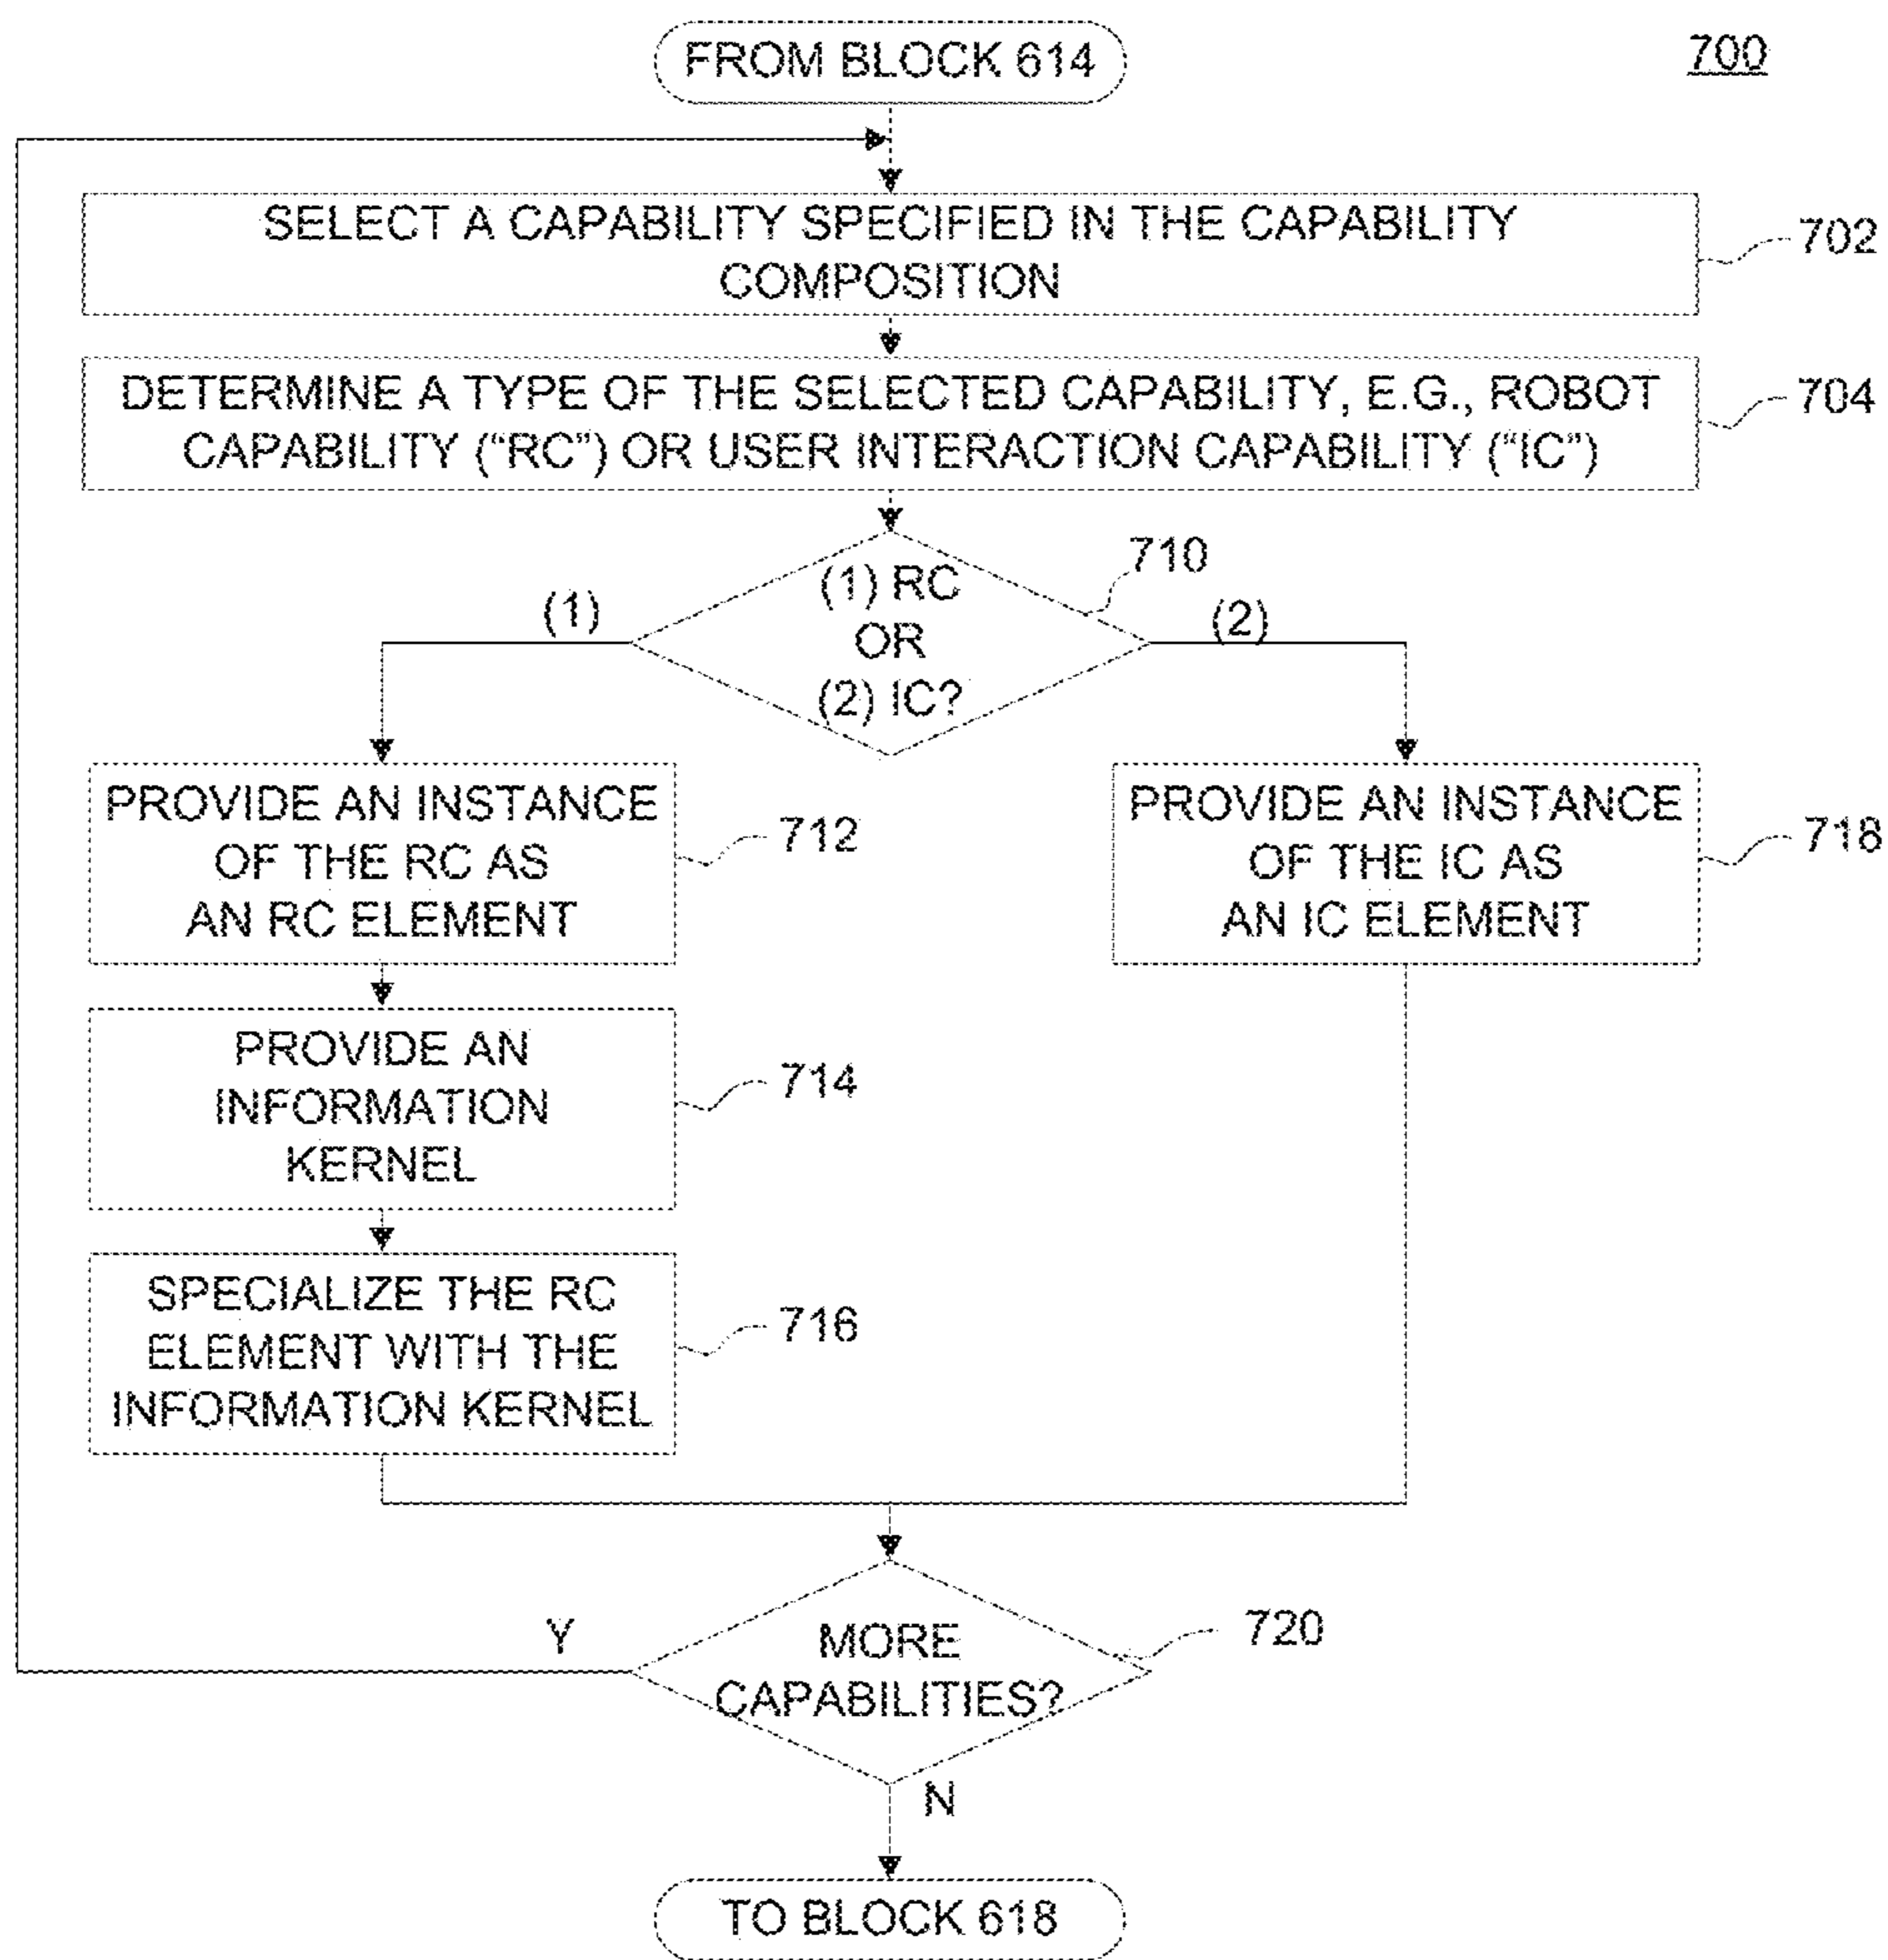 FROM BLOCK 614
700
SELECT A CAPABILITY SPECIFIED IN THE CAPABILITY
COMPOSITION
702
DETERMINE A TYPE OF THE SELECTED CAPABILITY, E.G., ROBOT
CAPABILITY (“RC”) OR USER INTERACTION CAPABILITY (“IC”)
704
710
(1) RC
OR
(2) IC?
(1)
(2)
PROVIDE AN INSTANCE
OF THE RC AS
AN RC ELEMENT
712
PROVIDE AN INSTANCE
OF THE IC AS
AN IC ELEMENT
718
PROVIDE AN
INFORMATION
KERNEL
714
SPECIALIZE THE RC
ELEMENT WITH THE
INFORMATION KERNEL
716
MORE
CAPABILITIES?
720
Y
N
TO BLOCK 618